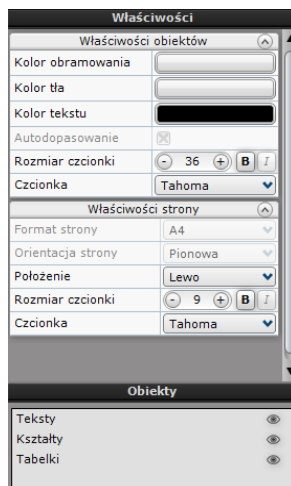 Właściwości
Właściwości obiektów
Kolor obramowania
Kolor tła
Kolor tekstu
Autodopasowanie
Rozmiar czcionki - 36 + B I
Czcionka Tahoma
Właściwości strony
Format strony A4
Orientacja strony Pionowa
Położenie Lewo
Rozmiar czcionki - 9 + B I
Czcionka Tahoma
Obiekty
Teksty
Kształty
Tabelki